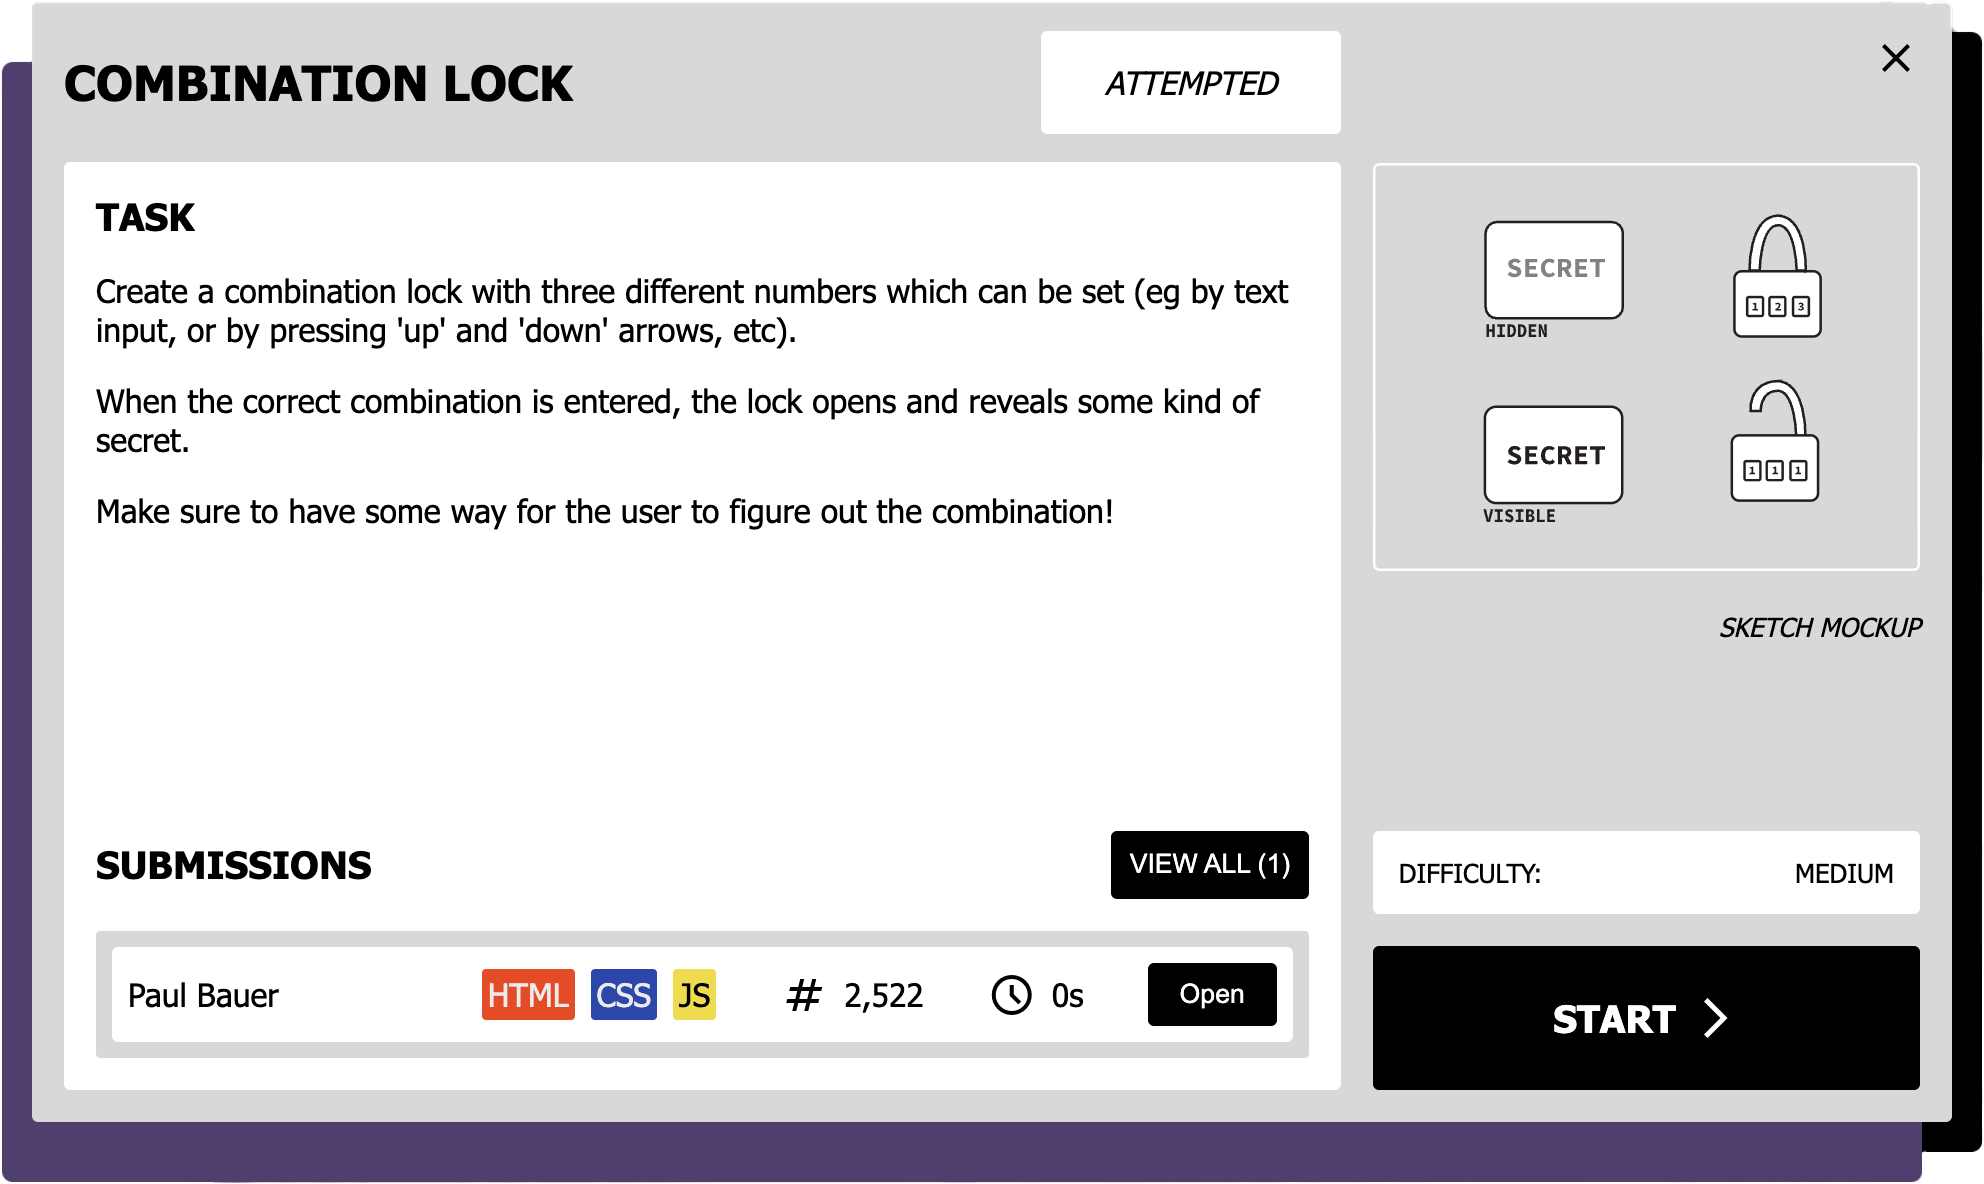 COMBINATION LOCK
ATTEMPTED
TASK
Create a combination lock with three different numbers which can be set (eg by text
input, or by pressing 'up' and 'down' arrows, etc).
When the correct combination is entered, the lock opens and reveals some kind of
secret.
Make sure to have some way for the user to figure out the combination!
SECRET
HIDDEN
1 2 3
SECRET
VISIBLE
1 1 1
SKETCH MOCKUP
SUBMISSIONS
VIEW ALL (1)
Paul Bauer HTML CSS JS # 2,522 0s Open
DIFFICULTY: MEDIUM
START